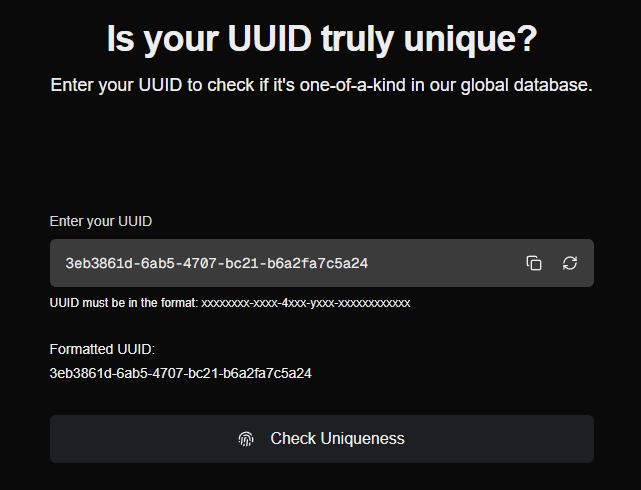 Is your UUID truly unique?
Enter your UUID to check if it's one-of-a-kind in our global database.
Enter your UUID
3eb3861d-6ab5-4707-bc21-b6a2fa7c5a24
UUID must be in the format: xxxxxxxx-xxxx-4xxx-yxxx-xxxxxxxxxxxx
Formatted UUID:
3eb3861d-6ab5-4707-bc21-b6a2fa7c5a24
Check Uniqueness